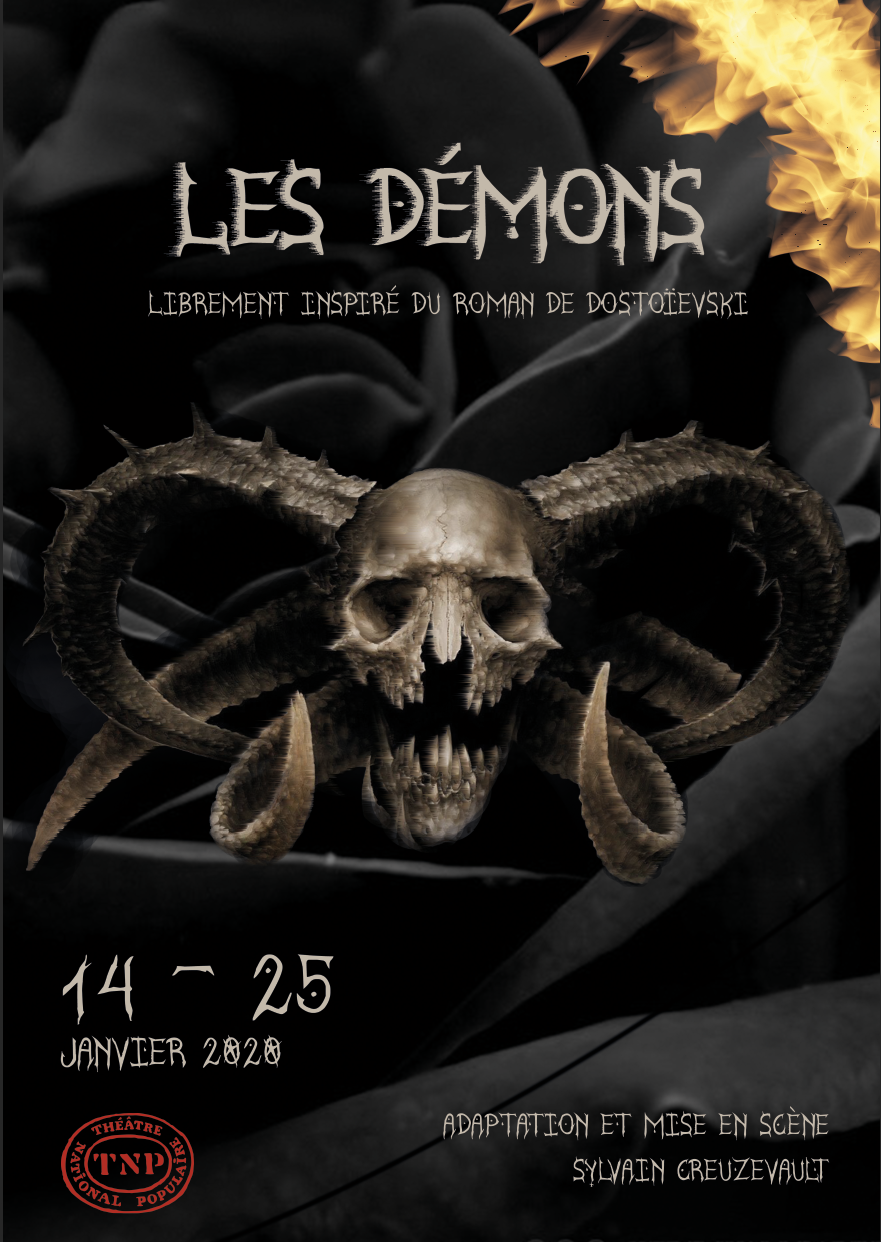 LES DÉMONS
LIBREMENT INSPIRÉ DU ROMAN DE DOSTOÏEVSKI
14 – 25
JANVIER 2020
THÉÂTRE
TNP
NATIONAL POPULAIRE
ADAPTATION ET MISE EN SCÈNE
SYLVAIN CREUZEVAULT